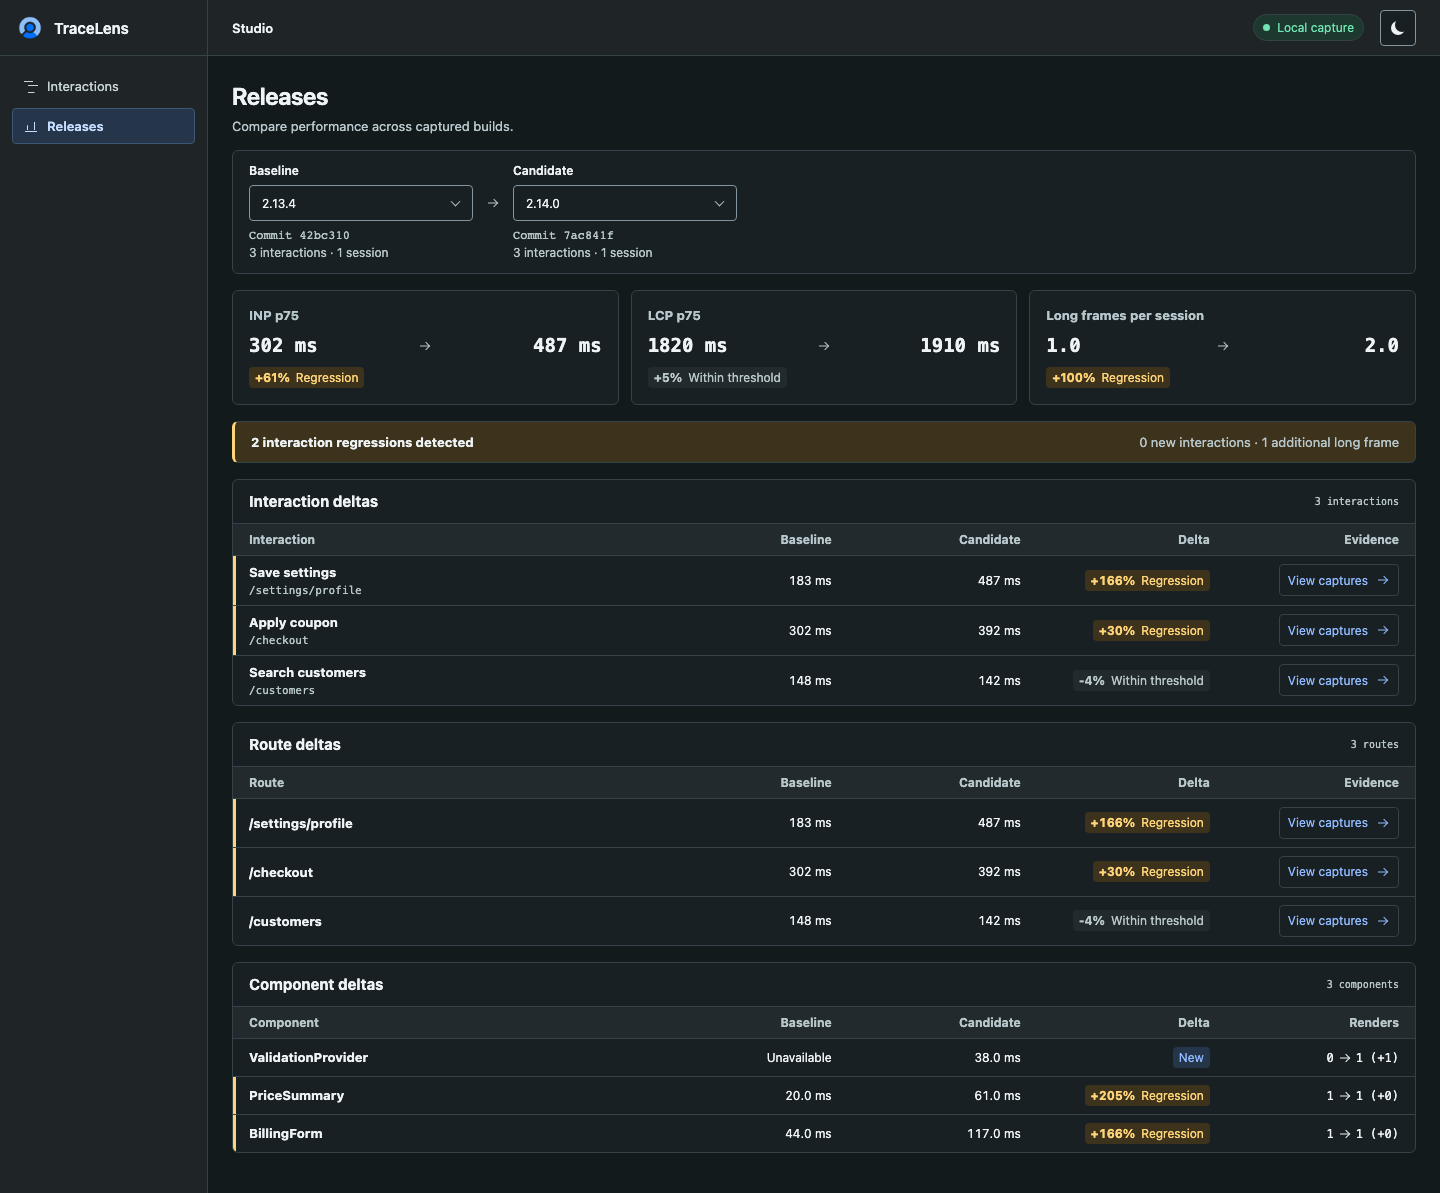 TraceLens
Studio
Local capture
Interactions
Releases
Releases
Compare performance across captured builds.
Baseline
Candidate
2.13.4 → 2.14.0
Commit 42bc310
Commit 7ac841f
3 interactions · 1 session
3 interactions · 1 session
INP p75
302 ms → 487 ms
+61% Regression
LCP p75
1820 ms → 1910 ms
+5% Within threshold
Long frames per session
1.0 → 2.0
+100% Regression
2 interaction regressions detected
0 new interactions · 1 additional long frame
Interaction deltas
3 interactions
Interaction Baseline Candidate Delta Evidence
Save settings
/settings/profile
183 ms 487 ms +166% Regression View captures →
Apply coupon
/checkout
302 ms 392 ms +30% Regression View captures →
Search customers
/customers
148 ms 142 ms -4% Within threshold View captures →
Route deltas
3 routes
Route Baseline Candidate Delta Evidence
/settings/profile 183 ms 487 ms +166% Regression View captures →
/checkout 302 ms 392 ms +30% Regression View captures →
/customers 148 ms 142 ms -4% Within threshold View captures →
Component deltas
3 components
Component Baseline Candidate Delta Renders
ValidationProvider Unavailable 38.0 ms New 0 → 1 (+1)
PriceSummary 20.0 ms 61.0 ms +205% Regression 1 → 1 (+0)
BillingForm 44.0 ms 117.0 ms +166% Regression 1 → 1 (+0)